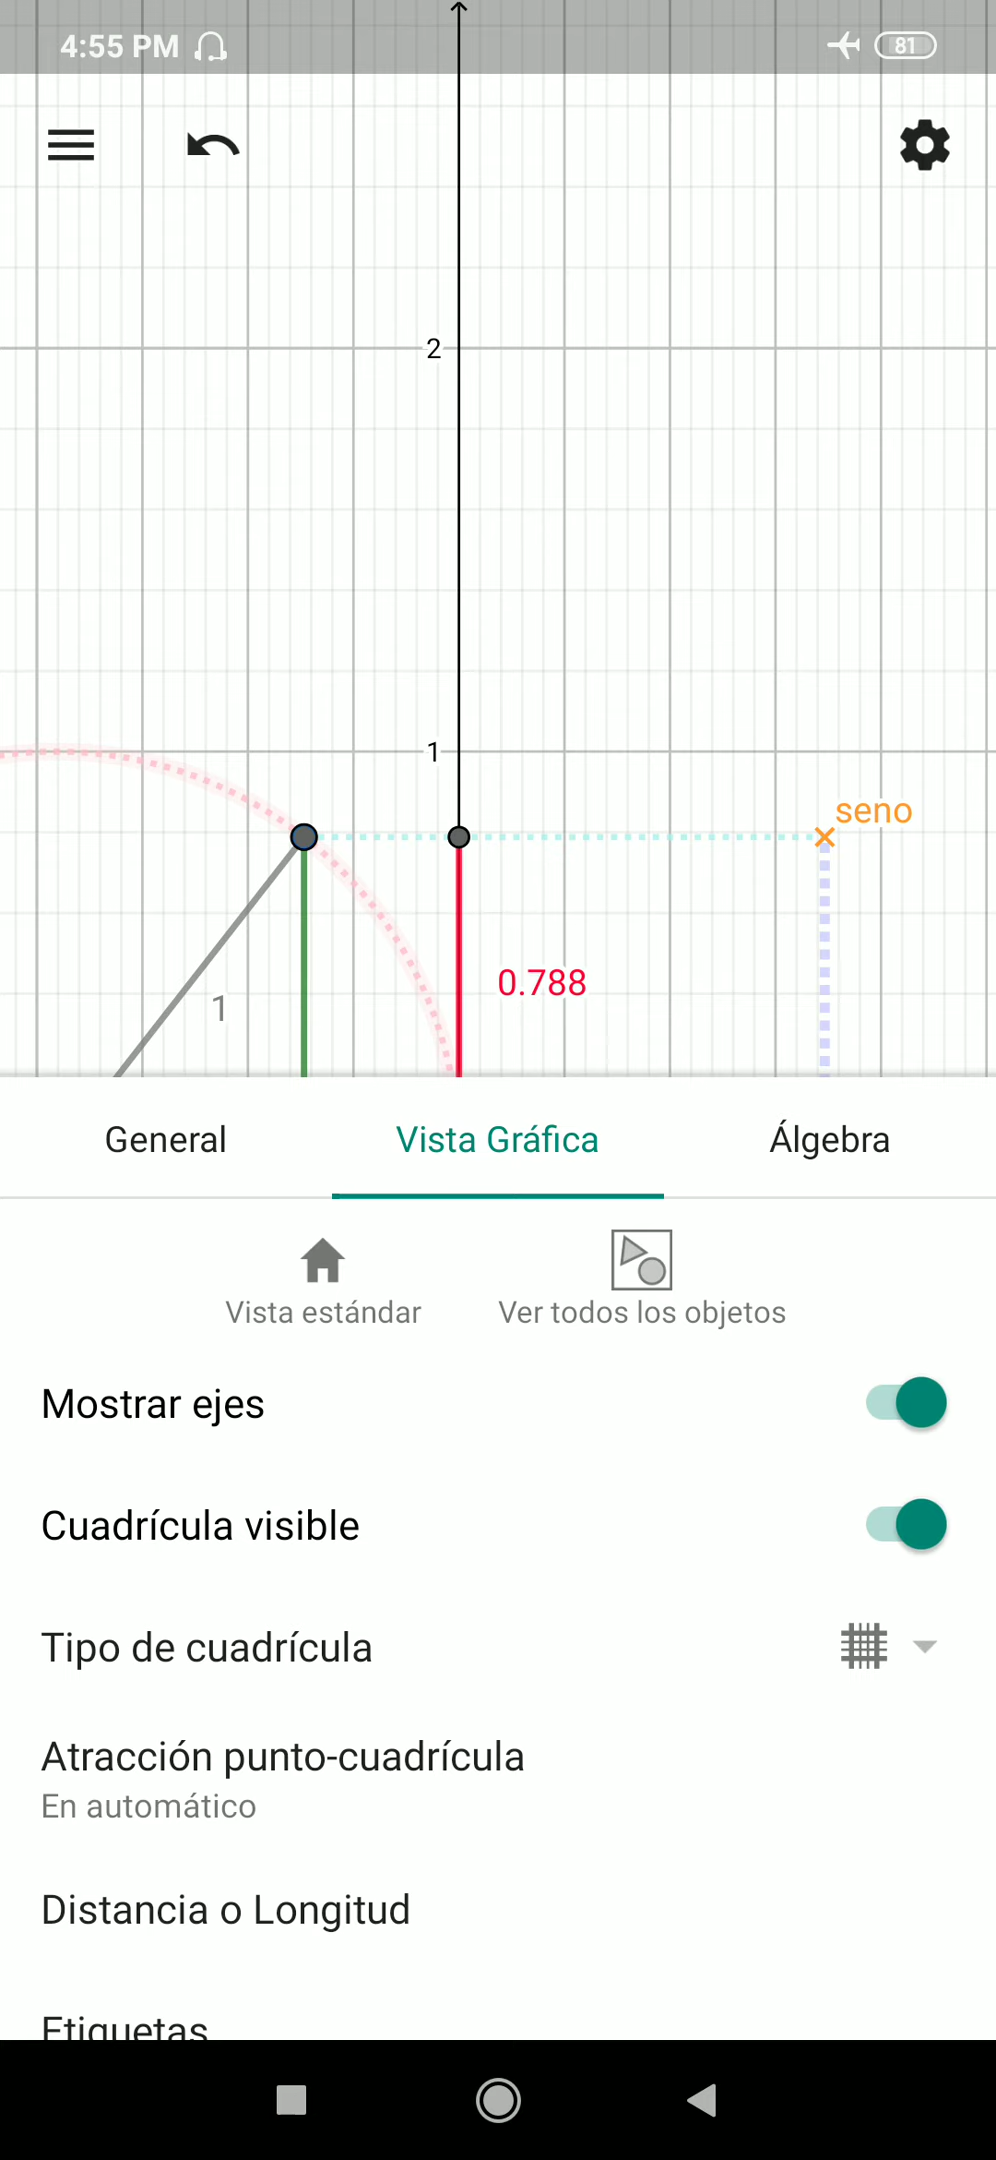 4:55 PM 81
2
1
seno
0.788
1
General Vista Gráfica Álgebra
Vista estándar Ver todos los objetos
Mostrar ejes
Cuadrícula visible
Tipo de cuadrícula
Atracción punto-cuadrícula
En automático
Distancia o Longitud
Etiquetas